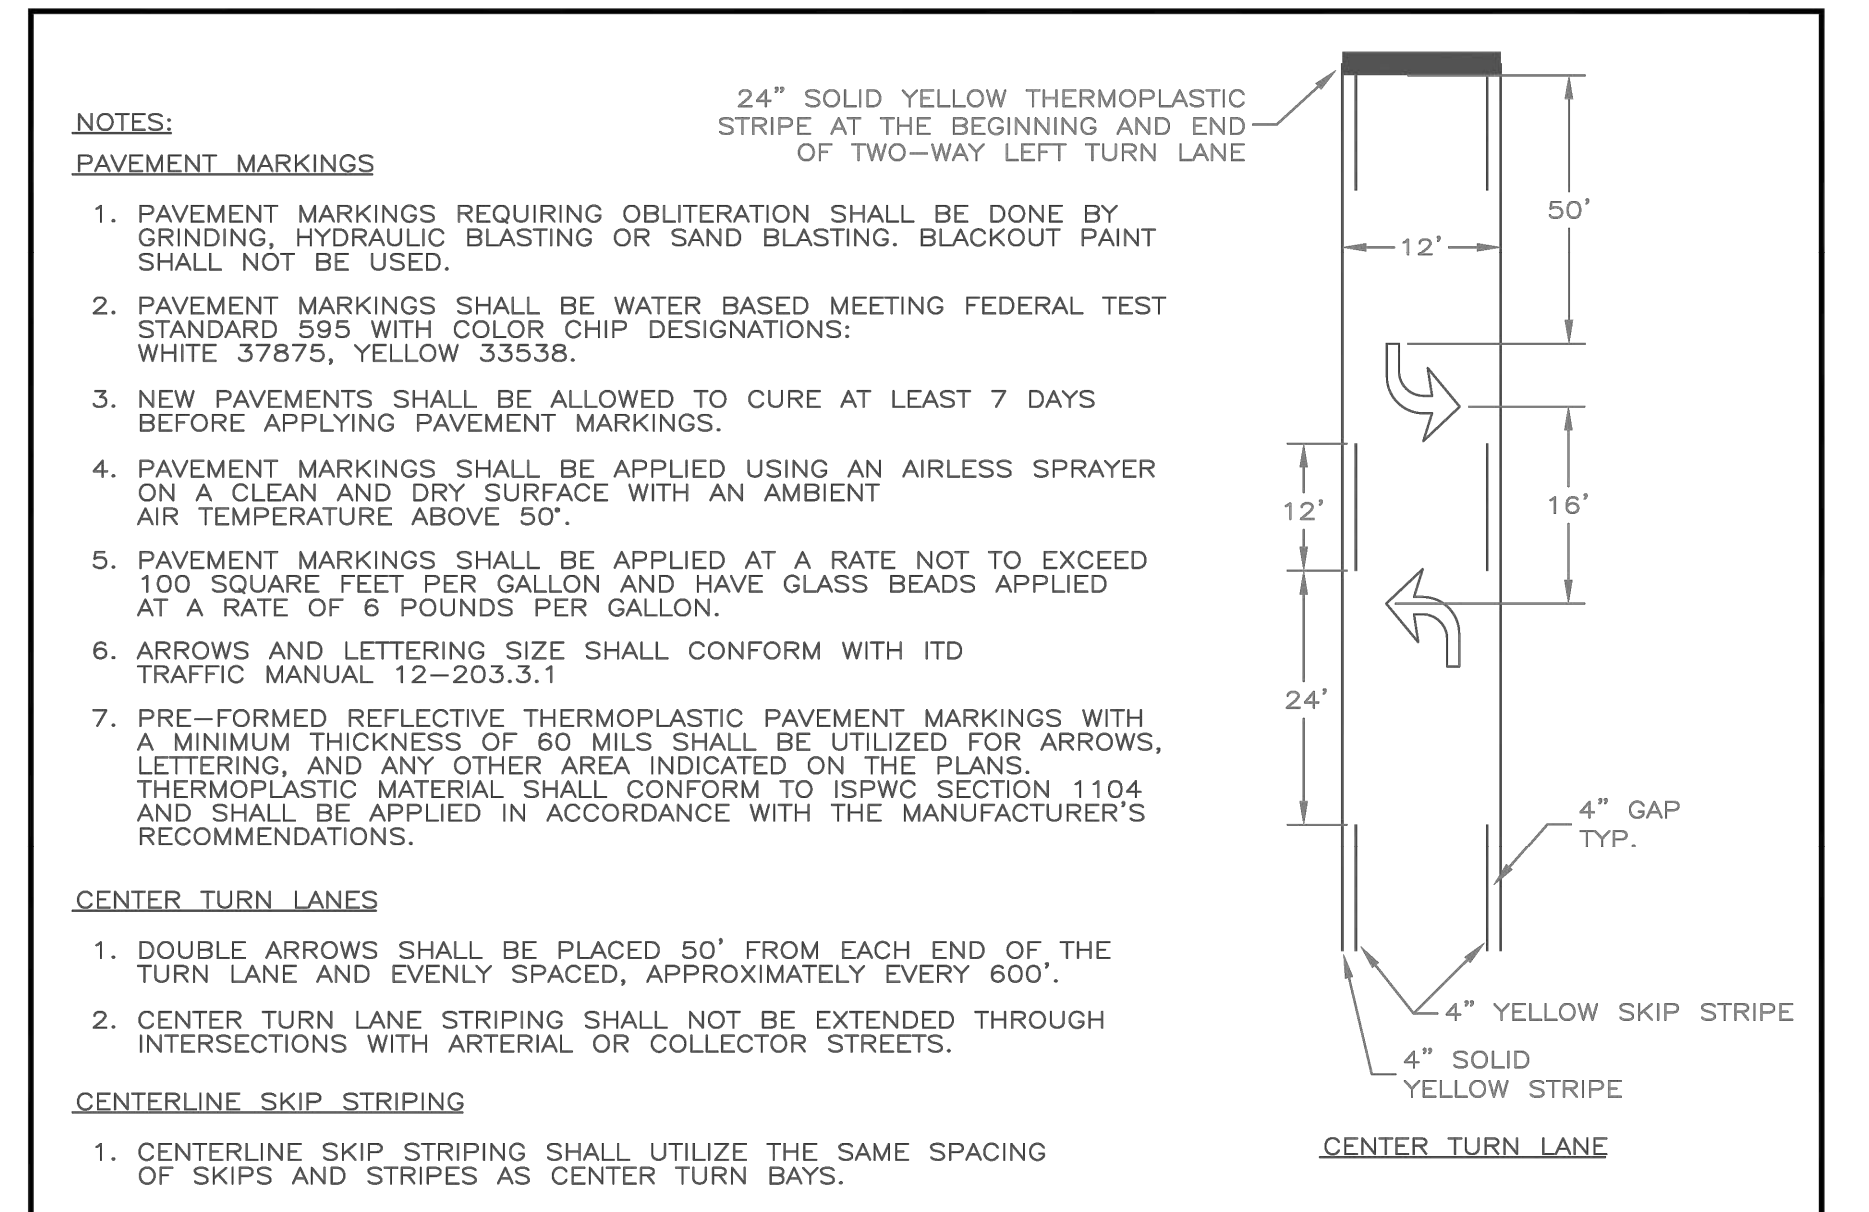 NOTES:
PAVEMENT MARKINGS
1. PAVEMENT MARKINGS REQUIRING OBLITERATION SHALL BE DONE BY
GRINDING, HYDRAULIC BLASTING OR SAND BLASTING. BLACKOUT PAINT
SHALL NOT BE USED.
2. PAVEMENT MARKINGS SHALL BE WATER BASED MEETING FEDERAL TEST
STANDARD 595 WITH COLOR CHIP DESIGNATIONS:
WHITE 37875, YELLOW 33538.
3. NEW PAVEMENTS SHALL BE ALLOWED TO CURE AT LEAST 7 DAYS
BEFORE APPLYING PAVEMENT MARKINGS.
4. PAVEMENT MARKINGS SHALL BE APPLIED USING AN AIRLESS SPRAYER
ON A CLEAN AND DRY SURFACE WITH AN AMBIENT
AIR TEMPERATURE ABOVE 50°.
5. PAVEMENT MARKINGS SHALL BE APPLIED AT A RATE NOT TO EXCEED
100 SQUARE FEET PER GALLON AND HAVE GLASS BEADS APPLIED
AT A RATE OF 6 POUNDS PER GALLON.
6. ARROWS AND LETTERING SIZE SHALL CONFORM WITH ITD
TRAFFIC MANUAL 12–203.3.1
7. PRE–FORMED REFLECTIVE THERMOPLASTIC PAVEMENT MARKINGS WITH
A MINIMUM THICKNESS OF 60 MILS SHALL BE UTILIZED FOR ARROWS,
LETTERING, AND ANY OTHER AREA INDICATED ON THE PLANS.
THERMOPLASTIC MATERIAL SHALL CONFORM TO ISPWC SECTION 1104
AND SHALL BE APPLIED IN ACCORDANCE WITH THE MANUFACTURER'S
RECOMMENDATIONS.
CENTER TURN LANES
1. DOUBLE ARROWS SHALL BE PLACED 50' FROM EACH END OF THE
TURN LANE AND EVENLY SPACED, APPROXIMATELY EVERY 600'.
2. CENTER TURN LANE STRIPING SHALL NOT BE EXTENDED THROUGH
INTERSECTIONS WITH ARTERIAL OR COLLECTOR STREETS.
CENTERLINE SKIP STRIPING
1. CENTERLINE SKIP STRIPING SHALL UTILIZE THE SAME SPACING
OF SKIPS AND STRIPES AS CENTER TURN BAYS.
24" SOLID YELLOW THERMOPLASTIC
STRIPE AT THE BEGINNING AND END
OF TWO–WAY LEFT TURN LANE
50'
12'
12'
16'
24'
4" GAP
TYP.
4" YELLOW SKIP STRIPE
4" SOLID
YELLOW STRIPE
CENTER TURN LANE